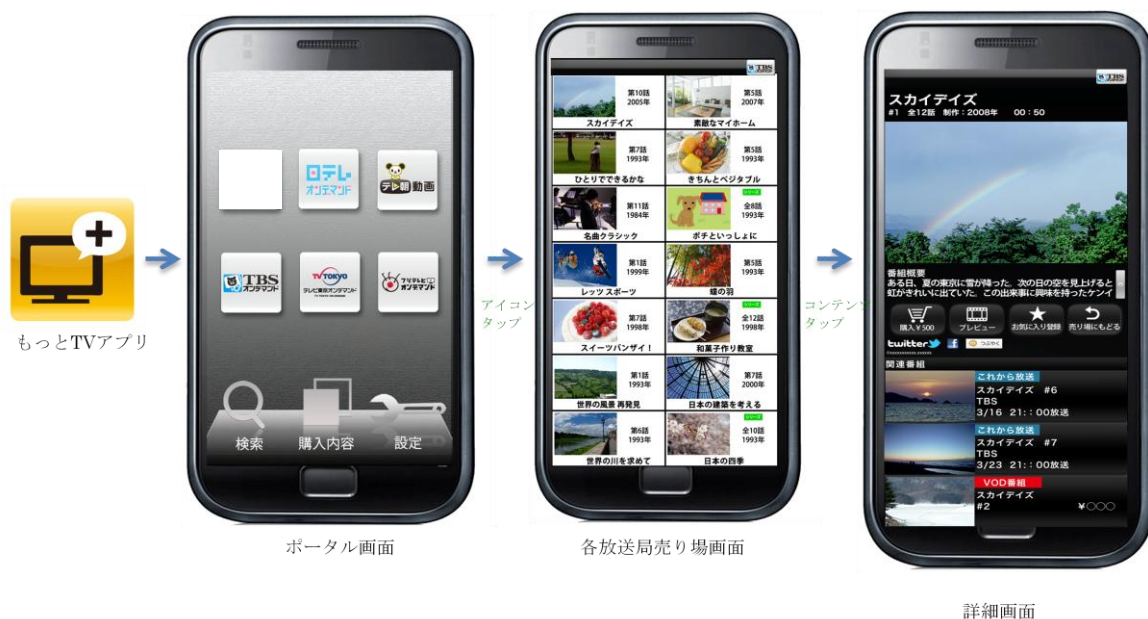 もっとTVアプリ
日テレ
オンデマンド
テレ朝動画
TBS
オンデマンド
TV TOKYO
テレビ東京オンデマンド
フジテレビ
オンデマンド
検索
購入内容
設定
ポータル画面
アイコン
タップ
TBS
第10話
2005年
スカイデイズ
第5話
2007年
素敵なマイホーム
第7話
1993年
ひとりでできるかな
第5話
1993年
きちんとベジタブル
第11話
1984年
名曲クラシック
シリーズ
全8話
1993年
ポチといっしょに
第1話
1999年
レッツ スポーツ
第5話
1993年
蝶の羽
第7話
1998年
スイーツバンザイ！
全12話
1998年
和菓子作り教室
第1話
1993年
世界の風景 再発見
第7話
2000年
日本の建築を考える
第6話
1993年
世界の川を求めて
シリーズ
全10話
1993年
日本の四季
各放送局売り場画面
コンテンツ
タップ
TBS
スカイデイズ
#1 全12話 制作：2008年 00：50
番組概要
ある日、夏の東京に雪が降った。次の日の空を見上げると
虹がきれいに出ていた。この出来事に興味を持ったケンイ
購入￥500
プレビュー
お気に入り登録
売り場にもどる
twitter
f
つぶやく
関連番組
これから放送
スカイデイズ #6
TBS
3/16 21：：00放送
これから放送
スカイデイズ #7
TBS
3/23 21：：00放送
VOD番組
スカイデイズ
#2 ￥○○○
詳細画面